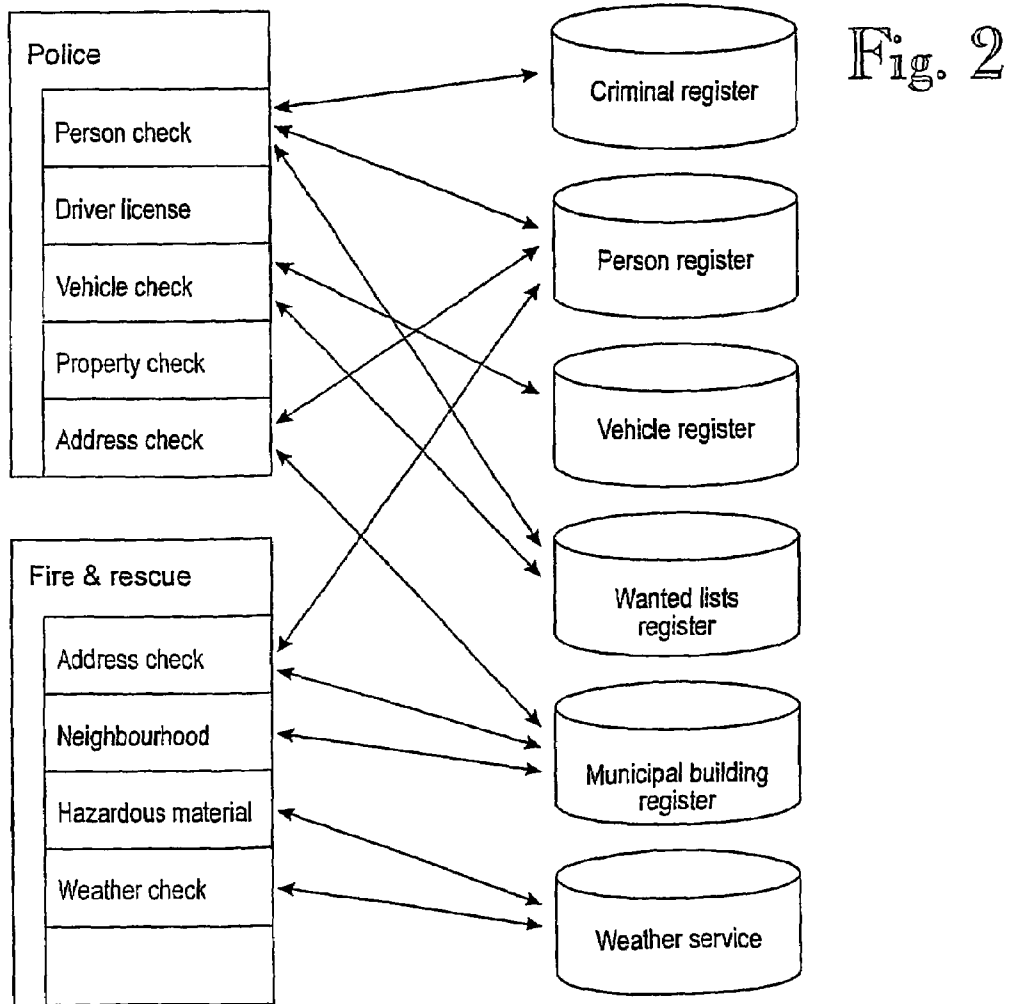 Fig. 2
Police
Person check
Driver license
Vehicle check
Property check
Address check
Fire & rescue
Address check
Neighbourhood
Hazardous material
Weather check
Criminal register
Person register
Vehicle register
Wanted lists
register
Municipal building
register
Weather service